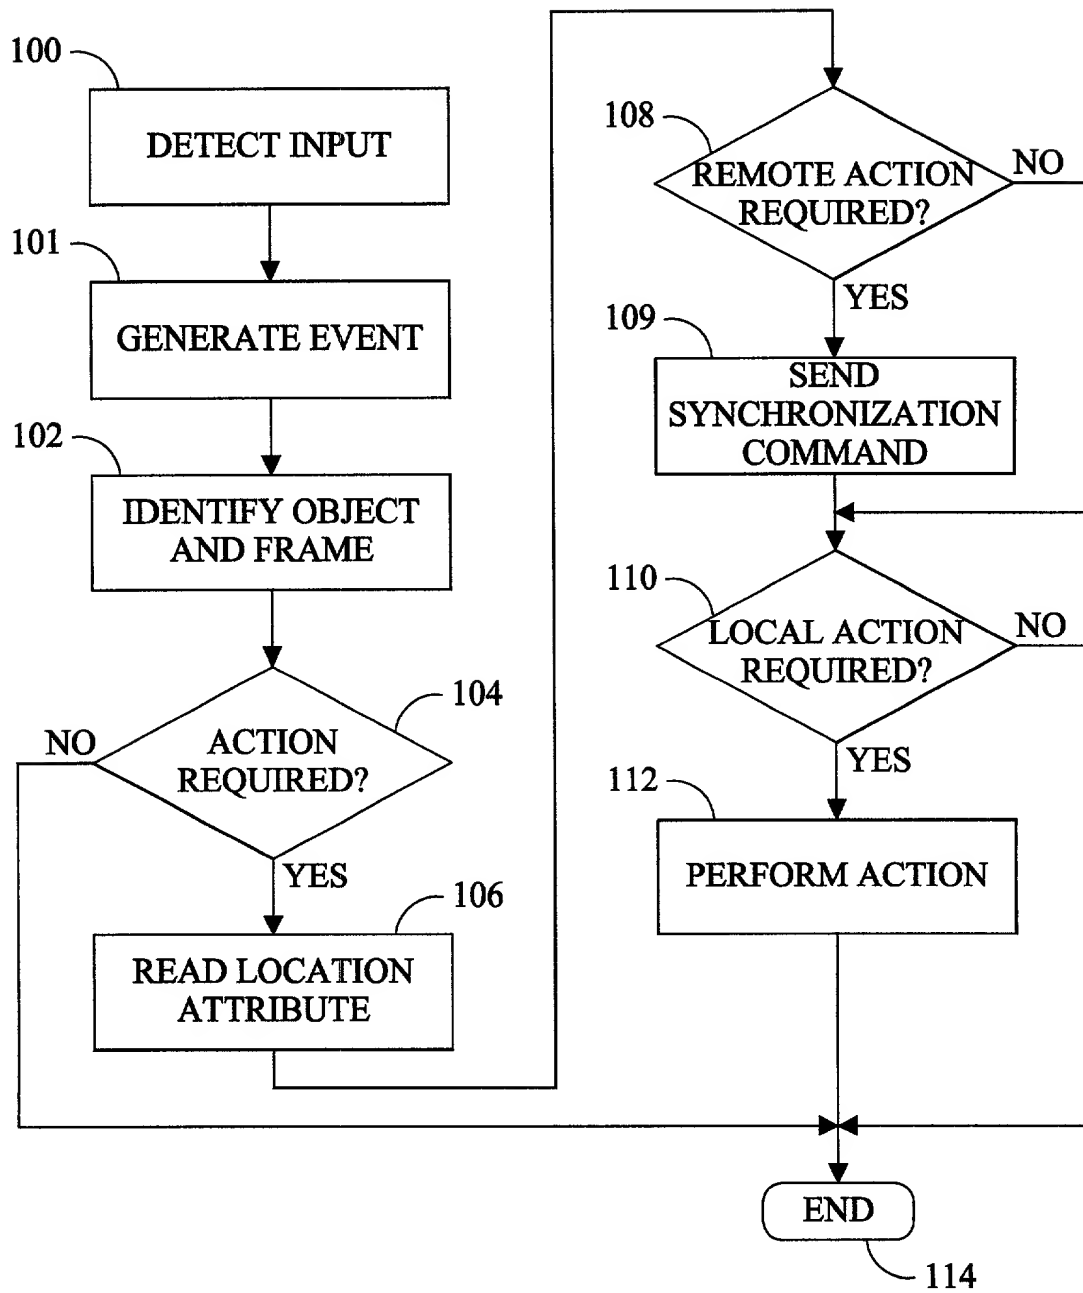 100
DETECT INPUT
101
GENERATE EVENT
102
IDENTIFY OBJECT
AND FRAME
104
NO
ACTION
REQUIRED?
YES
106
READ LOCATION
ATTRIBUTE
108
NO
REMOTE ACTION
REQUIRED?
YES
109
SEND
SYNCHRONIZATION
COMMAND
110
NO
LOCAL ACTION
REQUIRED?
YES
112
PERFORM ACTION
END
114